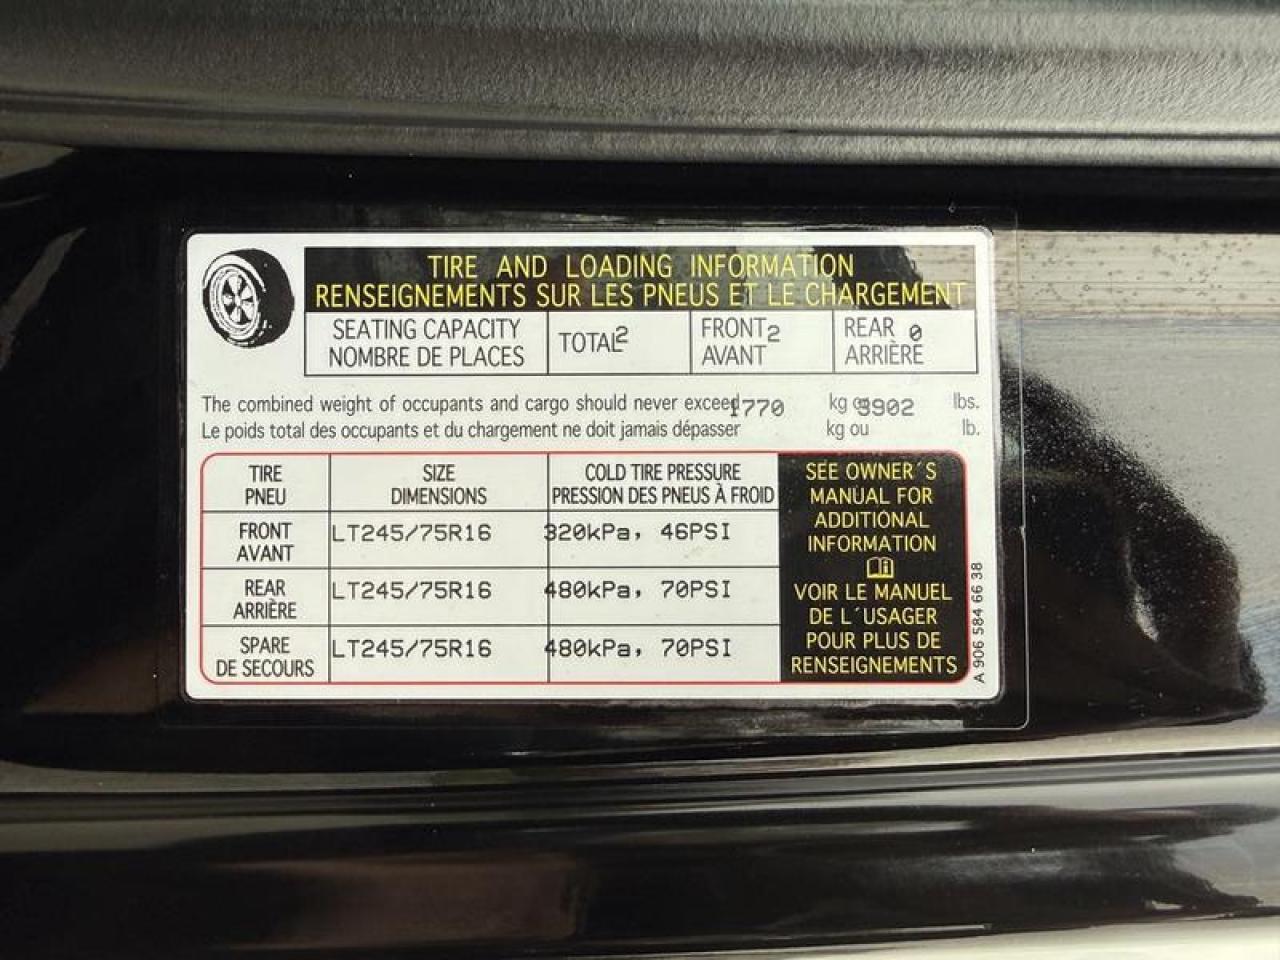 TIRE AND LOADING INFORMATION
RENSEIGNEMENTS SUR LES PNEUS ET LE CHARGEMENT
SEATING CAPACITY
NOMBRE DE PLACES
TOTAL 2
FRONT 2
AVANT
REAR 0
ARRIÈRE
The combined weight of occupants and cargo should never exceed 1770 kg or 3902 lbs.
Le poids total des occupants et du chargement ne doit jamais dépasser kg ou lb.
TIRE
PNEU
SIZE
DIMENSIONS
COLD TIRE PRESSURE
PRESSION DES PNEUS À FROID
FRONT
AVANT
LT245/75R16
320kPa, 46PSI
REAR
ARRIÈRE
LT245/75R16
480kPa, 70PSI
SPARE
DE SECOURS
LT245/75R16
480kPa, 70PSI
SEE OWNER´S
MANUAL FOR
ADDITIONAL
INFORMATION
VOIR LE MANUEL
DE L´USAGER
POUR PLUS DE
RENSEIGNEMENTS
A 906 584 66 38